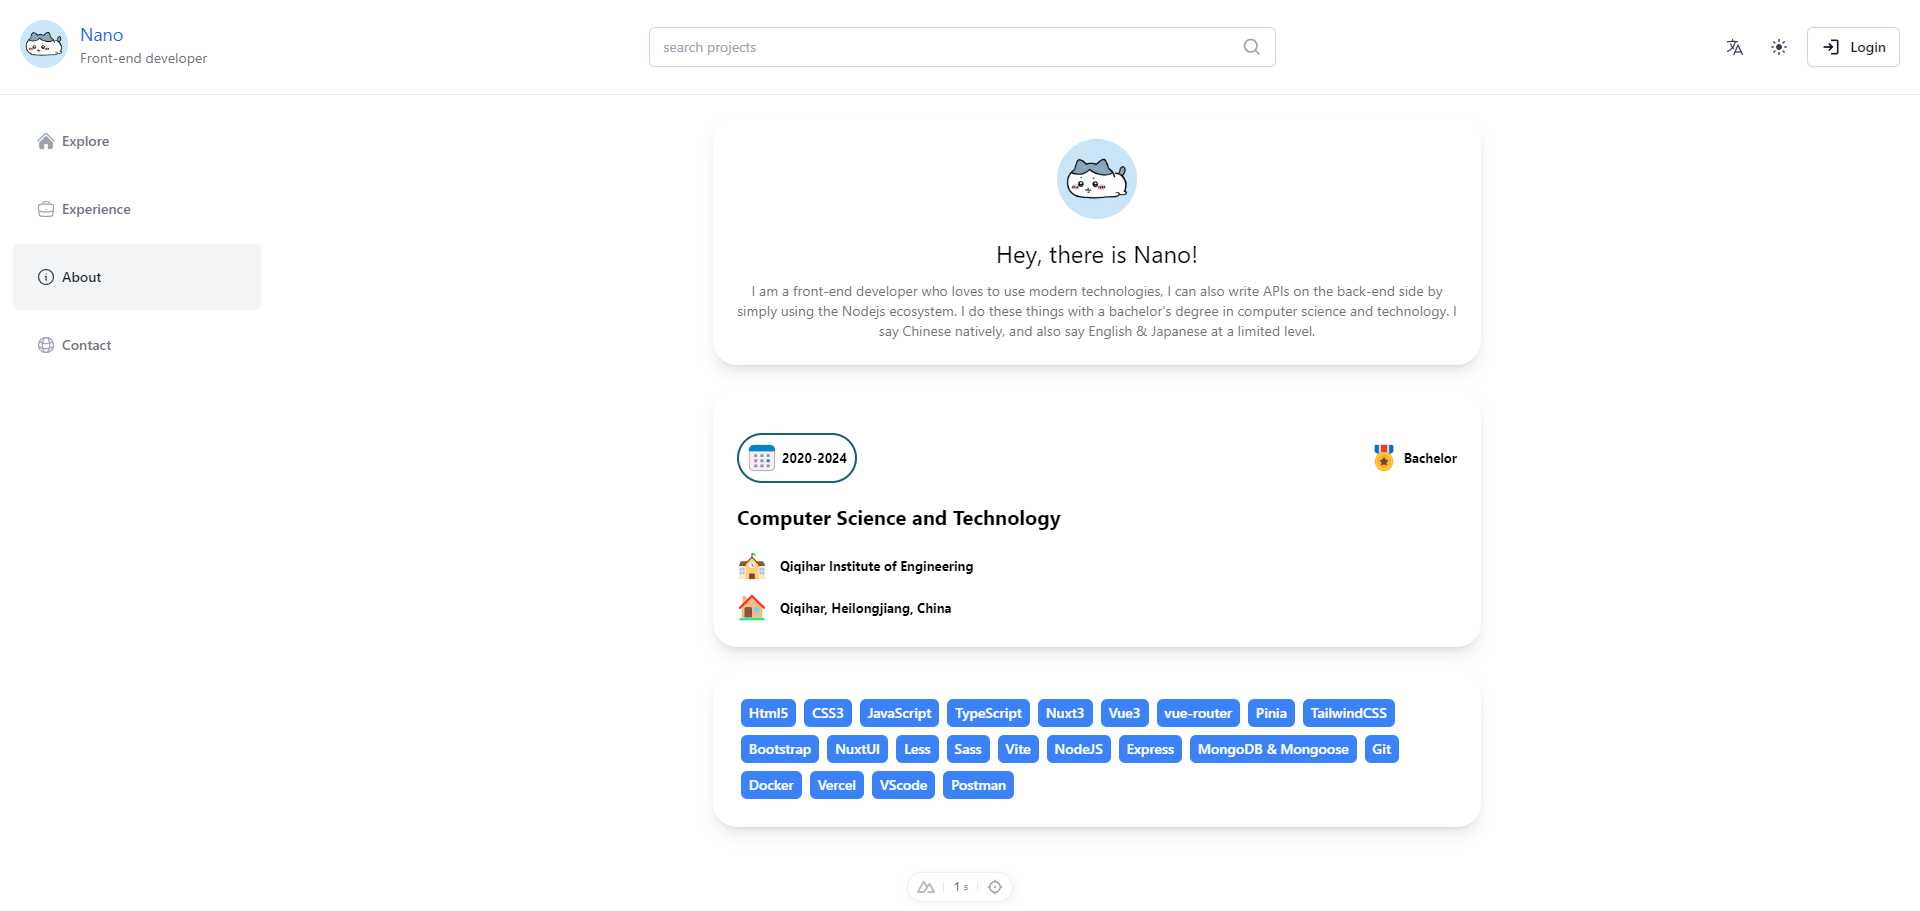 Nano
Front-end developer
search projects
Login
Explore
Experience
About
Contact
Hey, there is Nano!
I am a front-end developer who loves to use modern technologies, I can also write APIs on the back-end side by
simply using the Nodejs ecosystem. I do these things with a bachelor's degree in computer science and technology. I
say Chinese natively, and also say English & Japanese at a limited level.
2020-2024
Bachelor
Computer Science and Technology
Qiqihar Institute of Engineering
Qiqihar, Heilongjiang, China
Html5 CSS3 JavaScript TypeScript Nuxt3 Vue3 vue-router Pinia TailwindCSS
Bootstrap NuxtUI Less Sass Vite NodeJS Express MongoDB & Mongoose Git
Docker Vercel VScode Postman
1 s